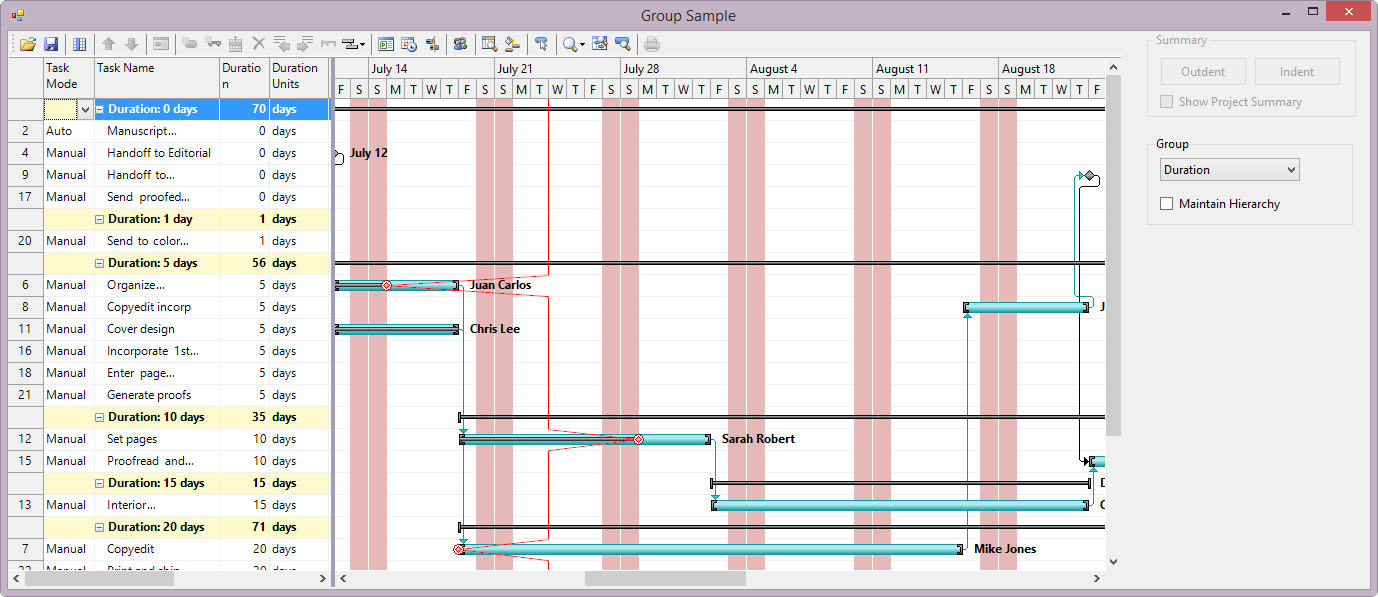 Group Sample
Task Mode Task Name Duratio n Duration Units
July 14 July 21 July 28 August 4 August 11 August 18
F S S M T W T F S S M T W T F S S M T W T F S S M T W T F S S M T W T F S S M T W T F
Duration: 0 days 70 days
2 Auto Manuscript... 0 days
4 Manual Handoff to Editorial 0 days July 12
9 Manual Handoff to... 0 days
17 Manual Send proofed... 0 days
Duration: 1 day 1 days
20 Manual Send to color... 1 days
Duration: 5 days 56 days
6 Manual Organize... 5 days Juan Carlos
8 Manual Copyedit incorp 5 days J
11 Manual Cover design 5 days Chris Lee
16 Manual Incorporate 1st... 5 days
18 Manual Enter page... 5 days
21 Manual Generate proofs 5 days
Duration: 10 days 35 days
12 Manual Set pages 10 days Sarah Robert
15 Manual Proofread and... 10 days
Duration: 15 days 15 days
13 Manual Interior... 15 days
Duration: 20 days 71 days
7 Manual Copyedit 20 days Mike Jones
Summary
Outdent Indent
Show Project Summary
Group
Duration
Maintain Hierarchy